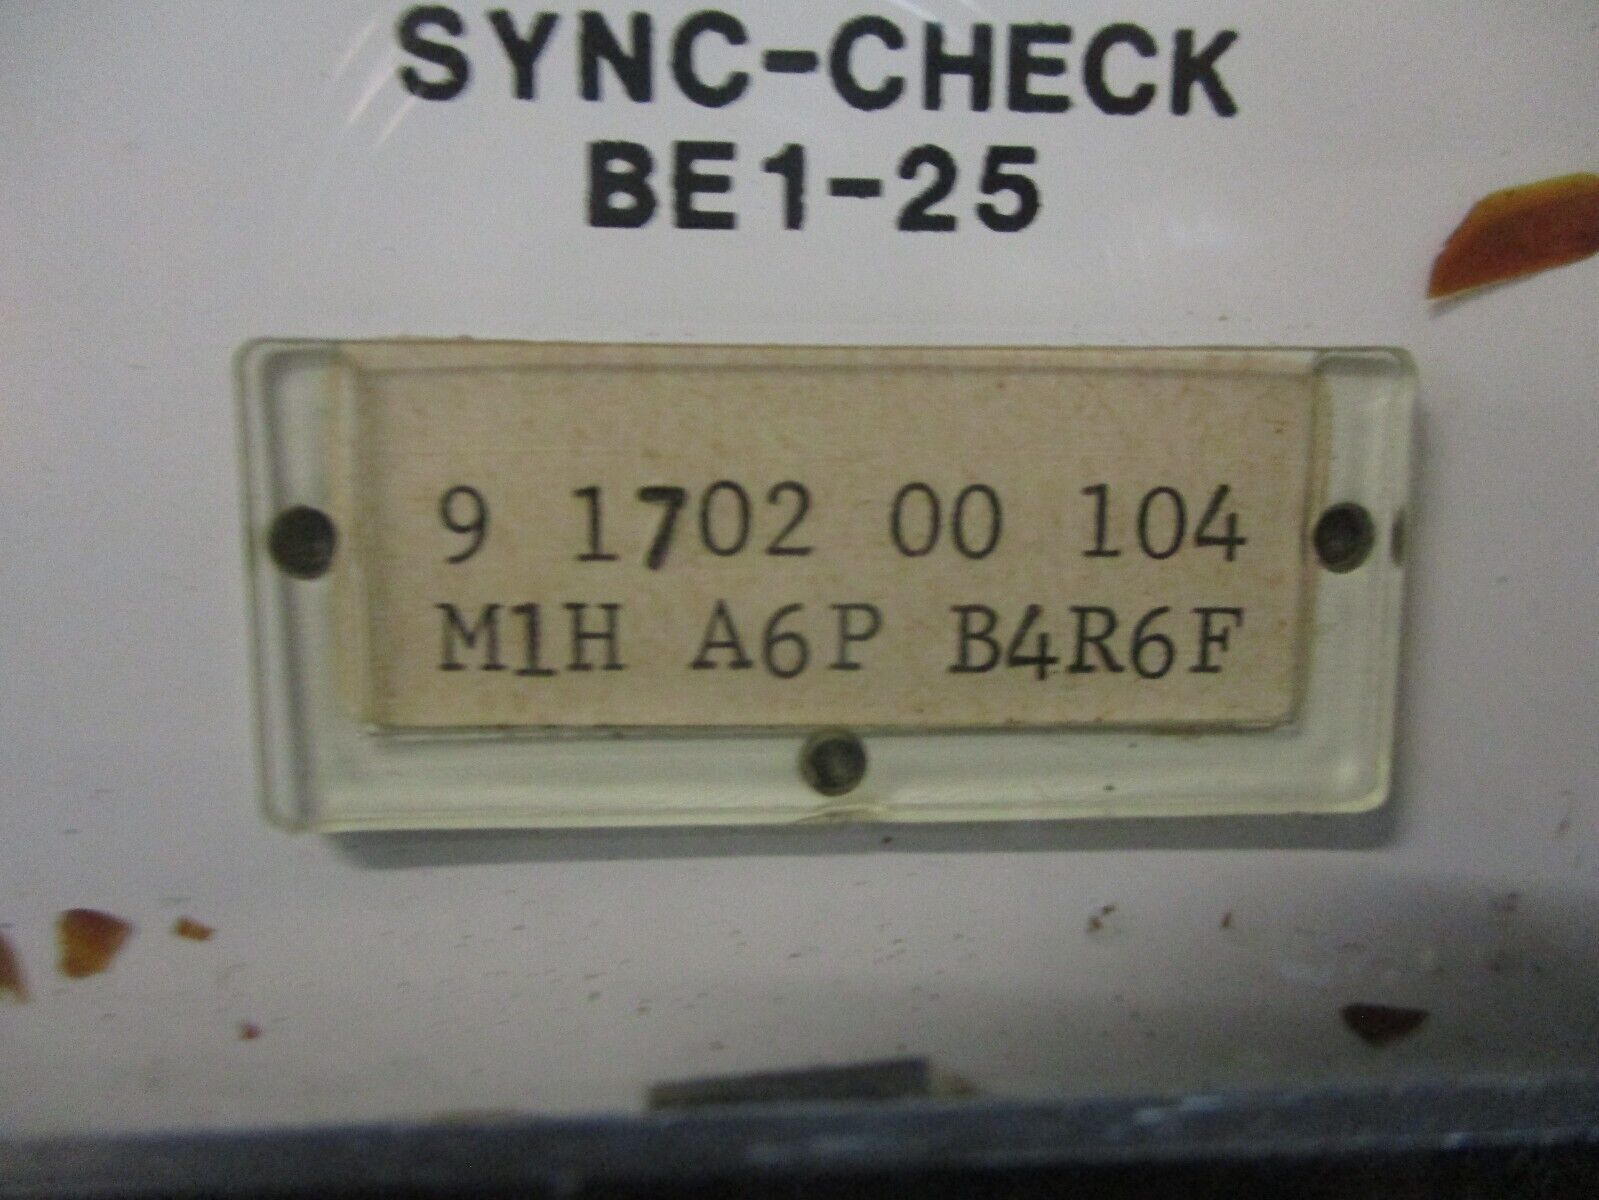 SYNC-CHECK
BE1-25
9 1702 00 104
M1H A6P B4R6F